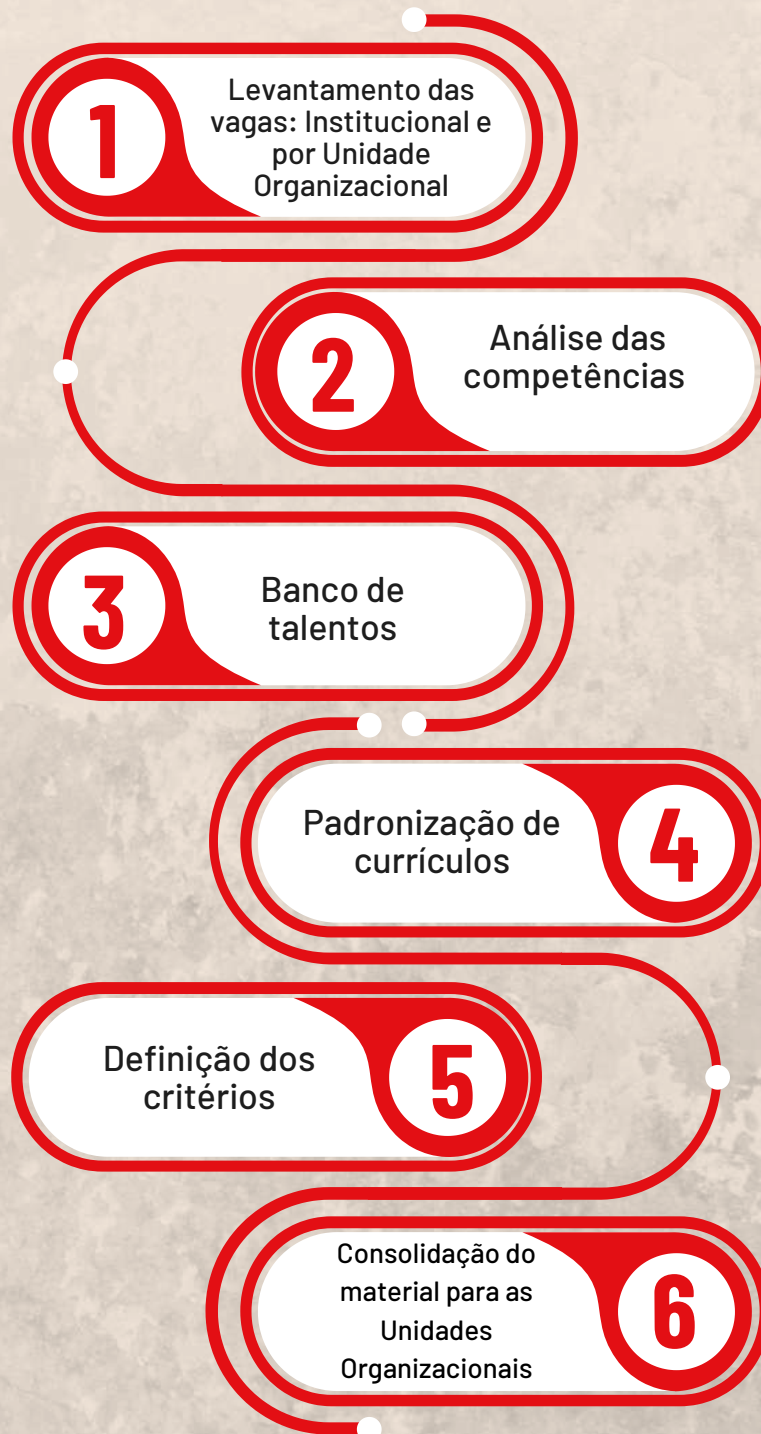 1
Levantamento das
vagas: Institucional e
por Unidade
Organizacional
2
Análise das
competências
3
Banco de
talentos
Padronização de
currículos
4
Definição dos
critérios
5
Consolidação do
material para as
Unidades
Organizacionais
6